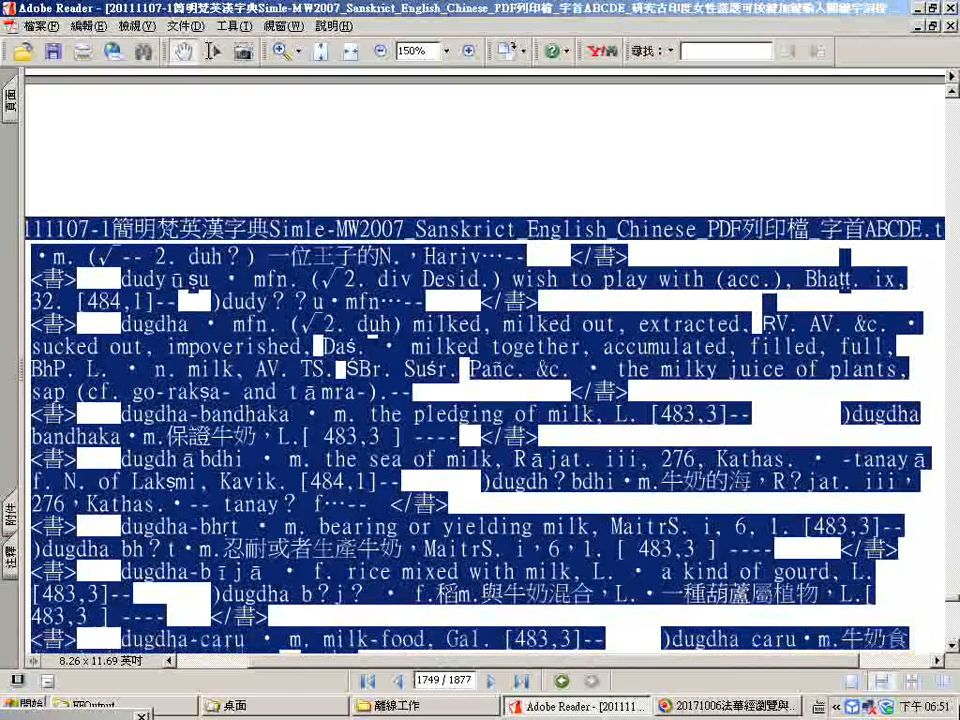 Adobe Reader - [20111107-1簡明梵英漢字典Simle-MW2007_Sanskrict_English_Chinese_PDF列印檔_字首ABCDE_研究古印度女性議題可按鍵加鍵輸入關鍵字詞搜
檔案(F) 編輯(E) 檢視(V) 文件(D) 工具(T) 視窗(W) 說明(H)
150% 尋找:
頁面
111107-1簡明梵英漢字典Simle-MW2007_Sanskrict_English_Chinese_PDF列印檔_字首ABCDE.t
‧m. (√-- 2. duh？) 一位王子的N.，Hariv…-- </書>
<書> dudyūṣu ‧ mfn. (√2. div Desid.) wish to play with (acc.), Bhaṭṭ. ix,
32. [484,1]-- )dudy？？u‧mfn…-- </書>
<書> dugdha ‧ mfn. (√2. duh) milked, milked out, extracted, RV. AV. &c. ‧
sucked out, impoverished, Daś. ‧ milked together, accumulated, filled, full,
BhP. L. ‧ n. milk, AV. TS. ŚBr. Suśr. Pañc. &c. ‧ the milky juice of plants,
sap (cf. go-rakṣa- and tāmra-).-- </書>
<書> dugdha-bandhaka ‧ m. the pledging of milk, L. [483,3]-- )dugdha
bandhaka‧m.保證牛奶，L.[ 483,3 ] ---- </書>
<書> dugdhābdhi ‧ m. the sea of milk, Rājat. iii, 276, Kathas. ‧ -tanayā
f. N. of Lakṣmi, Kavik. [484,1]-- )dugdh？bdhi‧m.牛奶的海，R？jat. iii，
276，Kathas.‧-- tanay？ f…-- </書>
<書> dugdha-bhrt ‧ m. bearing or yielding milk, MaitrS. i, 6, 1. [483,3]--
)dugdha bh？t‧m.忍耐或者生產牛奶，MaitrS. i，6，1. [ 483,3 ] ---- </書>
<書> dugdha-bījā ‧ f. rice mixed with milk, L. ‧ a kind of gourd, L.
[483,3]-- )dugdha b？j？ ‧ f.稻m.與牛奶混合，L.‧一種葫蘆屬植物，L.[
483,3 ] ---- </書>
<書> dugdha-caru ‧ m. milk-food, Gal. [483,3]-- )dugdha caru‧m.牛奶食
附件
註釋
8.26 x 11.69 英吋
1749 / 1877
開始 FFOutput 桌面 離線工作 Adobe Reader - [201111... 20171006法華經瀏覽與... 下午 06:51